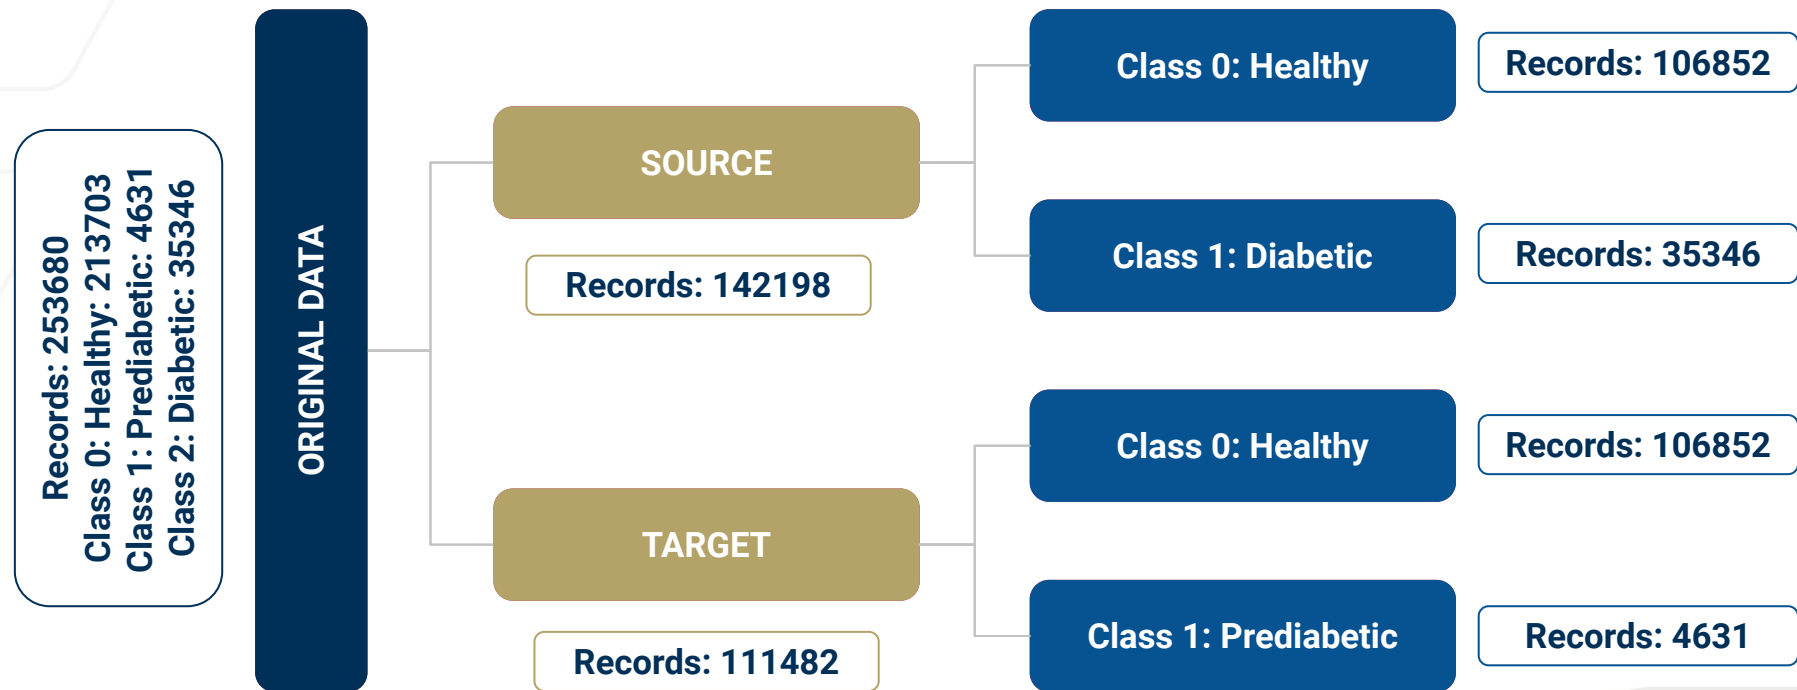 Records: 253680
Class 0: Healthy: 213703
Class 1: Prediabetic: 4631
Class 2: Diabetic: 35346
ORIGINAL DATA
SOURCE
Records: 142198
Class 0: Healthy
Records: 106852
Class 1: Diabetic
Records: 35346
TARGET
Records: 111482
Class 0: Healthy
Records: 106852
Class 1: Prediabetic
Records: 4631